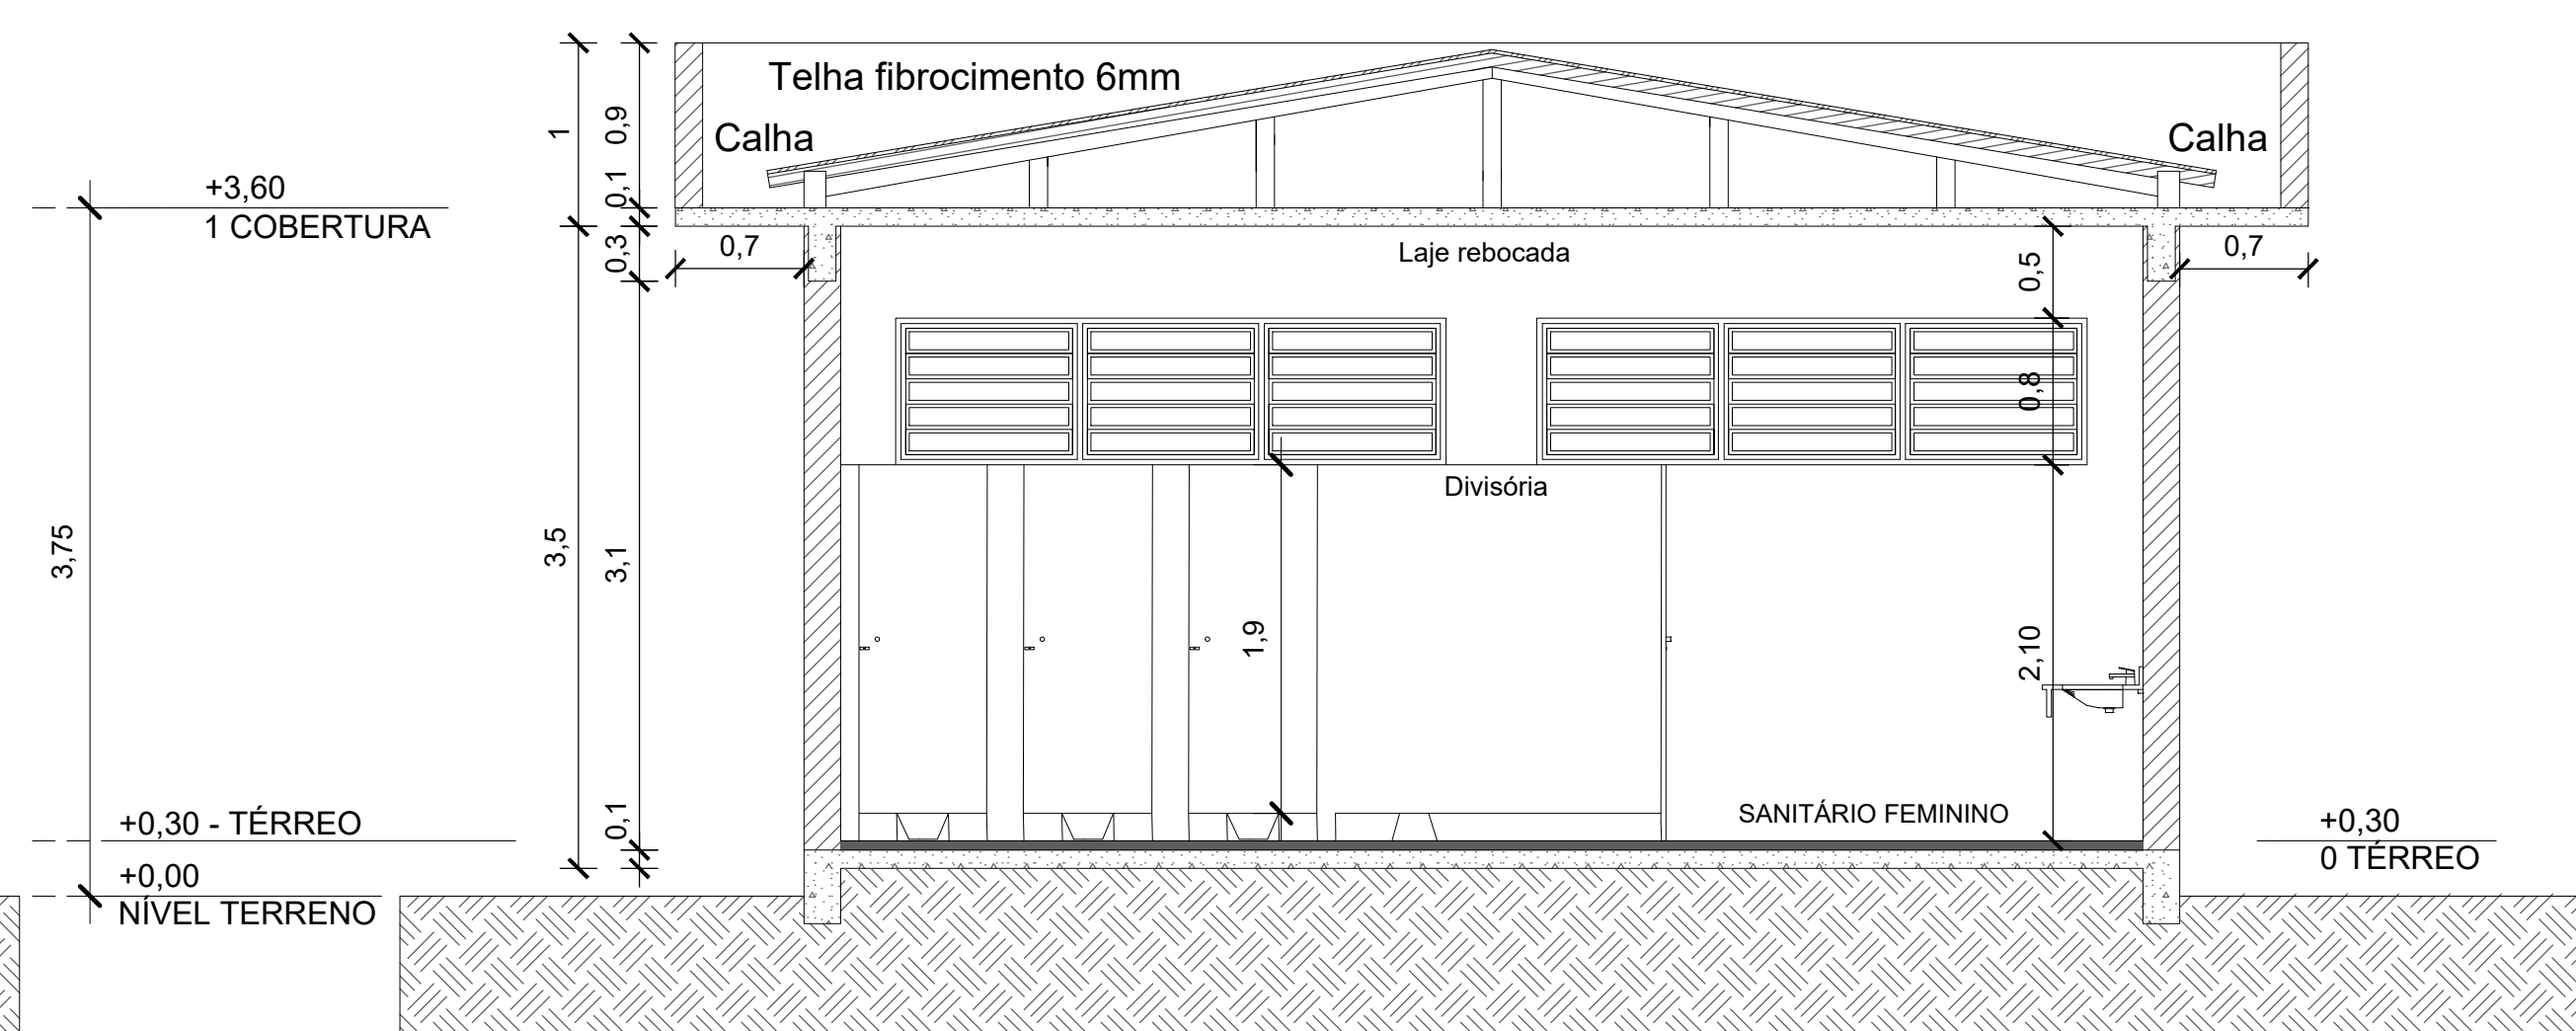 Telha fibrocimento 6mm
Calha
Calha
1
0,9
0,1
+3,60
1 COBERTURA
0,3
0,7
Laje rebocada
0,7
0,5
0,8
Divisória
3,75
3,5
3,1
1,9
2,10
0,1
SANITÁRIO FEMININO
+0,30 - TÉRREO
+0,30
0 TÉRREO
+0,00
NÍVEL TERRENO